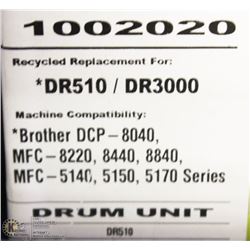 1002020
Recycled Replacement For:
*DR510 / DR3000
Machine Compatibility:
*Brother DCP-8040,
MFC-8220, 8440, 8840,
MFC-5140, 5150, 5170 Series
DRUM UNIT
DR510